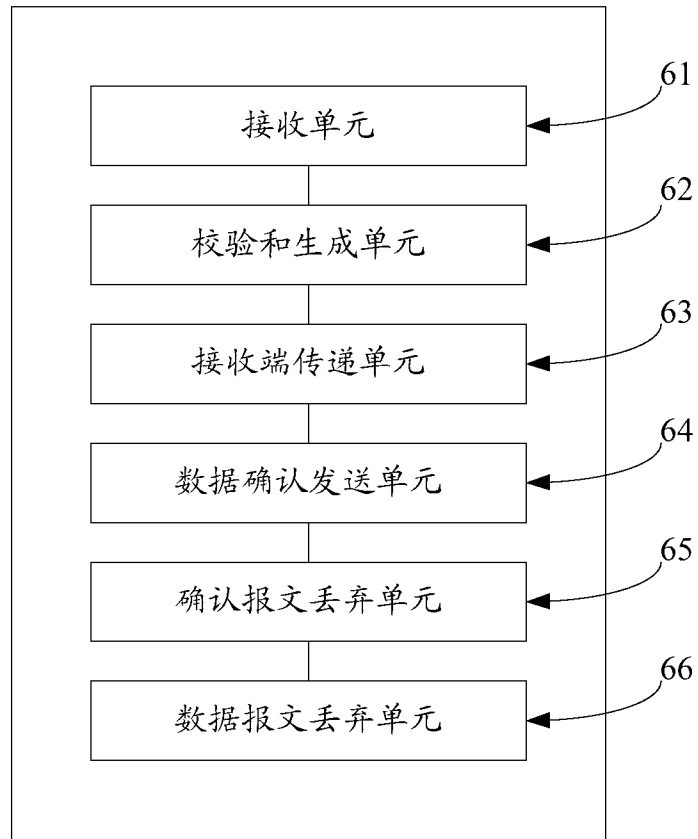 61
接收单元
62
校验和生成单元
63
接收端传递单元
64
数据确认发送单元
65
确认报文丢弃单元
66
数据报文丢弃单元